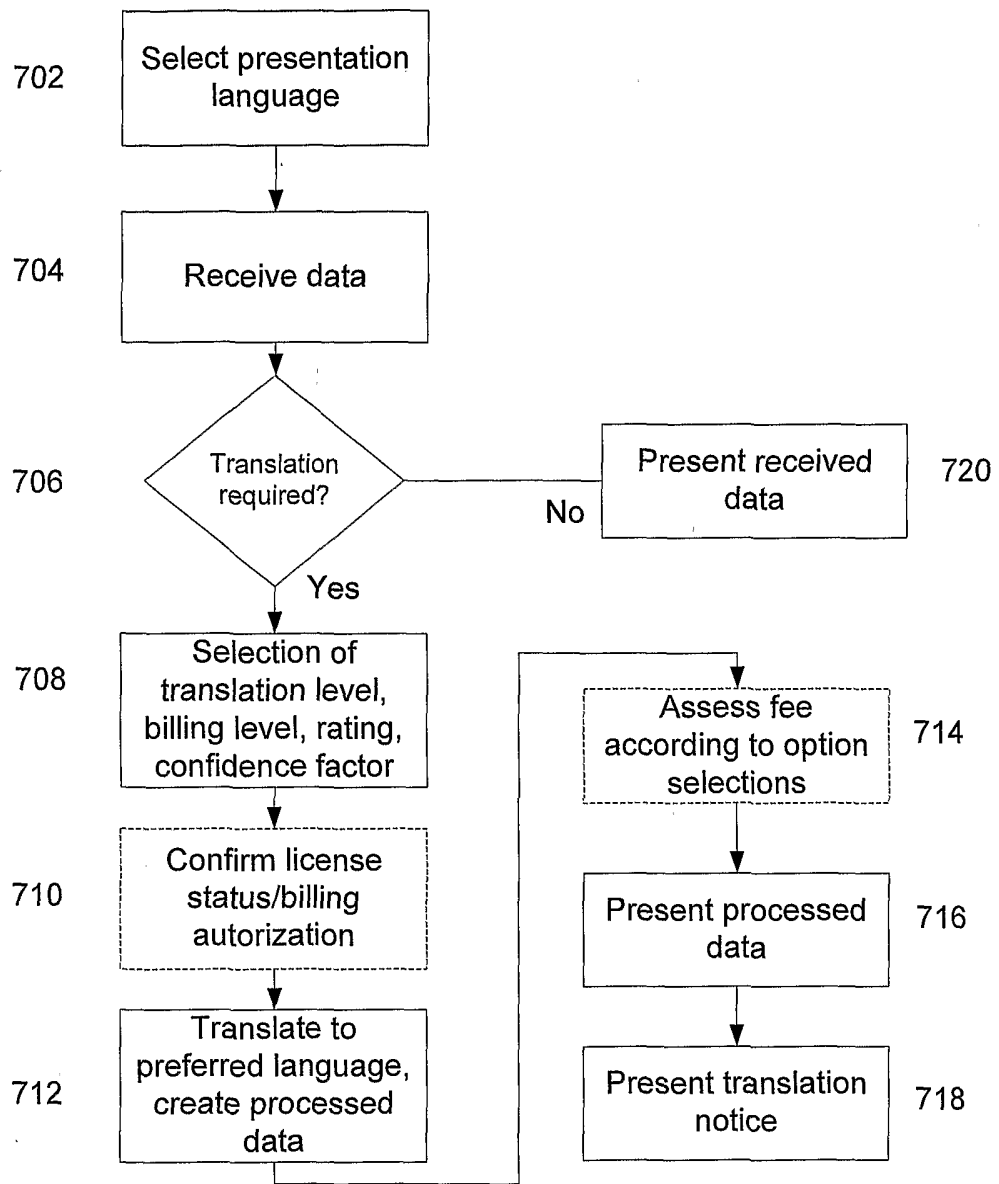 702
Select presentation
language
704
Receive data
706
Translation
required?
No
Present received
data
720
Yes
708
Selection of
translation level,
billing level, rating,
confidence factor
710
Confirm license
status/billing
autorization
712
Translate to
preferred language,
create processed
data
Assess fee
according to option
selections
714
Present processed
data
716
Present translation
notice
718